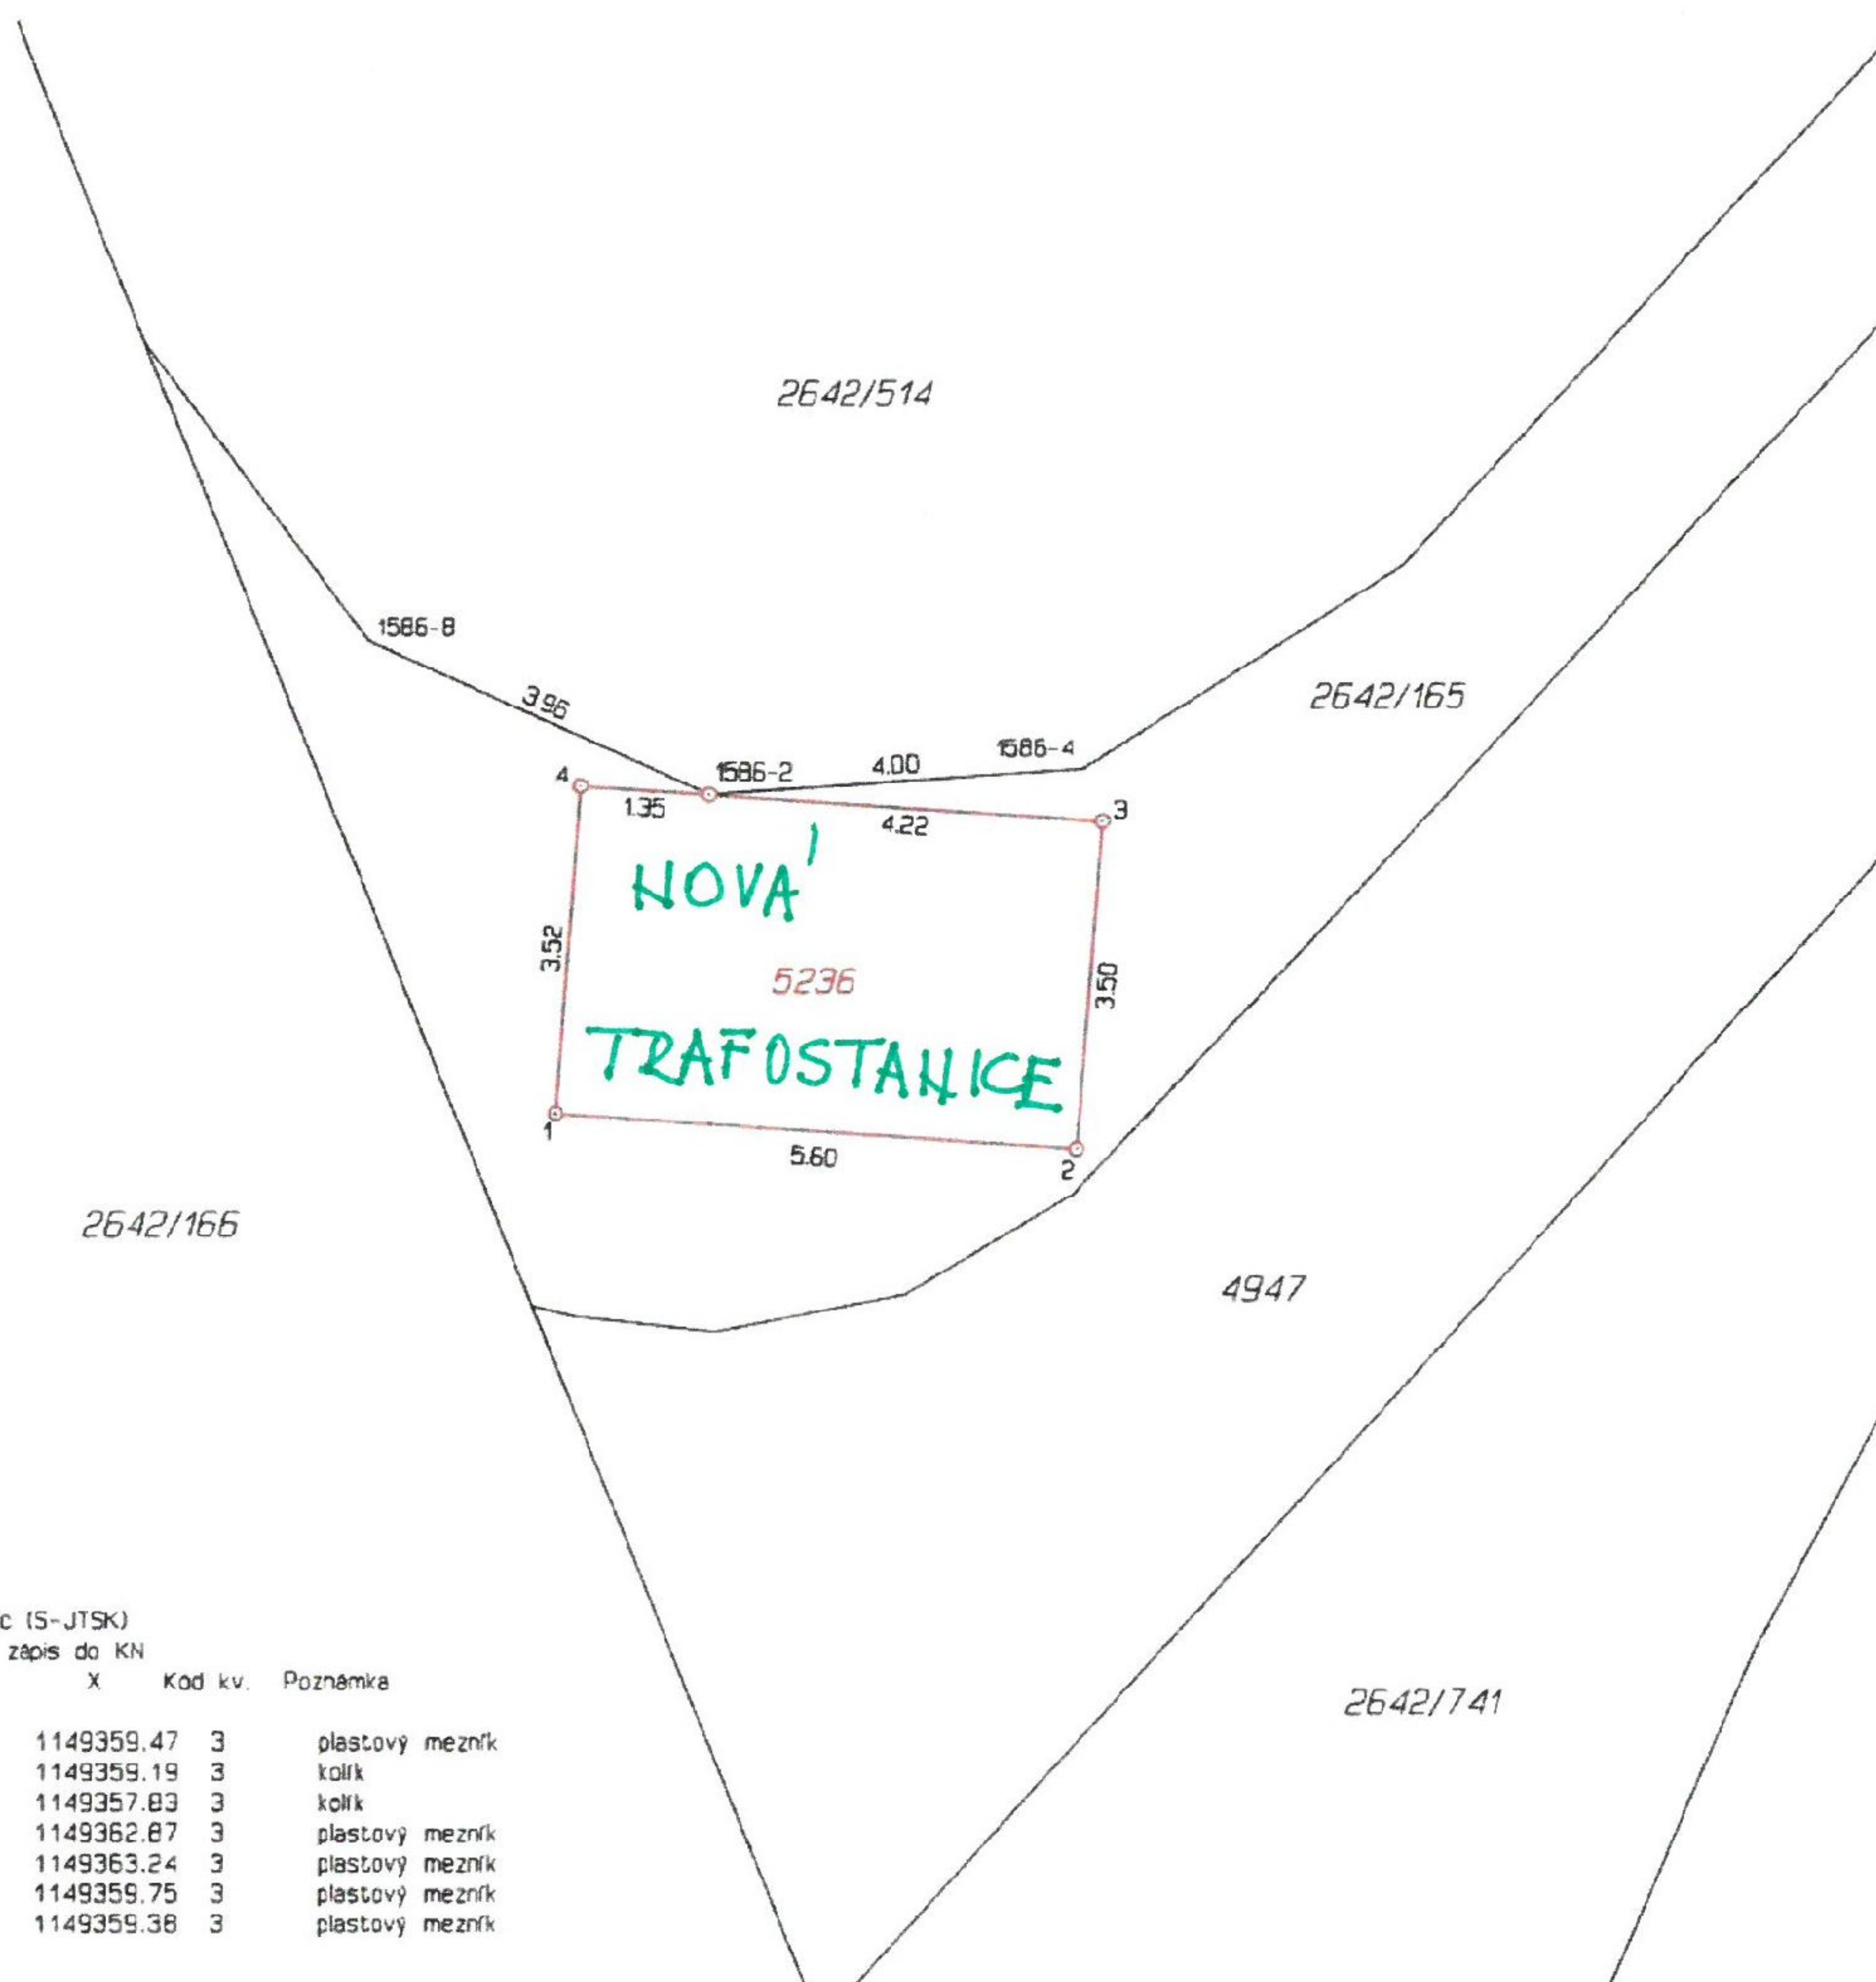 2642/514
1586-8
2642/165
3.96
1586-4
4.00
1586-2
4
1.35
3
4.22
NOVÁ
3.52
5236
3.50
TRAFOSTANICE
1
5.60
2
2642/166
4947
c (S-JTSK)
zápis do KN
X Kód kv. Poznámka
2642/741
1149359.47 3 plastový mezník
1149359.19 3 kolík
1149357.83 3 kolík
1149362.87 3 plastový mezník
1149363.24 3 plastový mezník
1149359.75 3 plastový mezník
1149359.38 3 plastový mezník